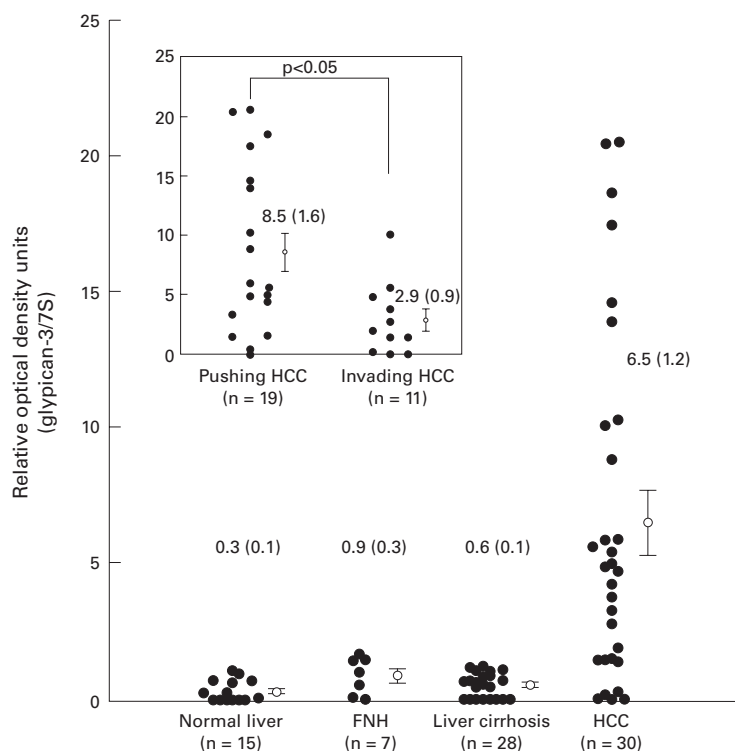 25
20
15
10
5
0
Relative optical density units
(glypican-3/7S)
25
20
15
10
5
0
p<0.05
8.5 (1.6)
2.9 (0.9)
Pushing HCC
(n = 19)
Invading HCC
(n = 11)
0.3 (0.1)
0.9 (0.3)
0.6 (0.1)
6.5 (1.2)
Normal liver
(n = 15)
FNH
(n = 7)
Liver cirrhosis
(n = 28)
HCC
(n = 30)